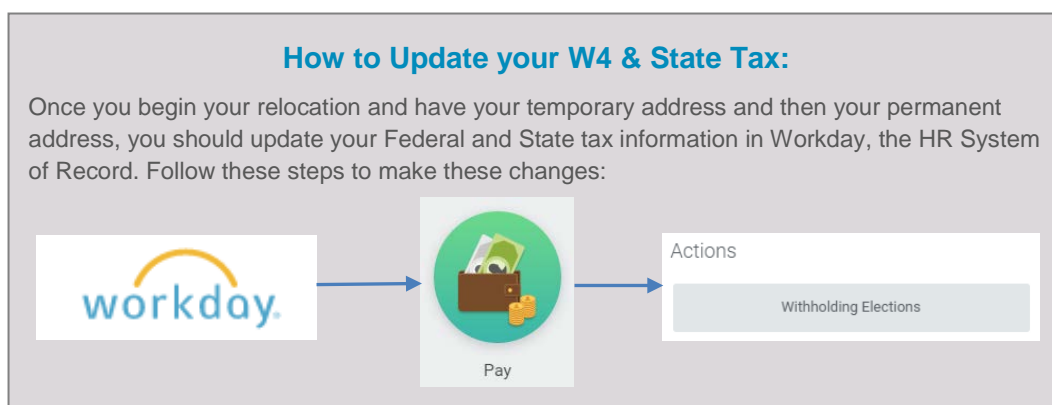 How to Update your W4 & State Tax:
Once you begin your relocation and have your temporary address and then your permanent
address, you should update your Federal and State tax information in Workday, the HR System
of Record. Follow these steps to make these changes:
workday.
Pay
Actions
Withholding Elections